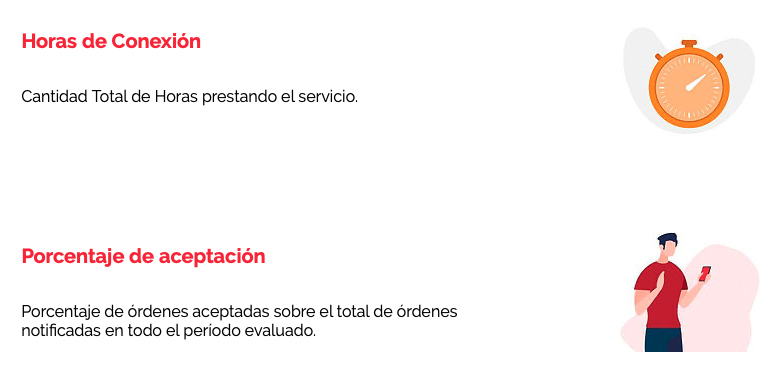 Horas de Conexión
Cantidad Total de Horas prestando el servicio.
Porcentaje de aceptación
Porcentaje de órdenes aceptadas sobre el total de órdenes
notificadas en todo el período evaluado.